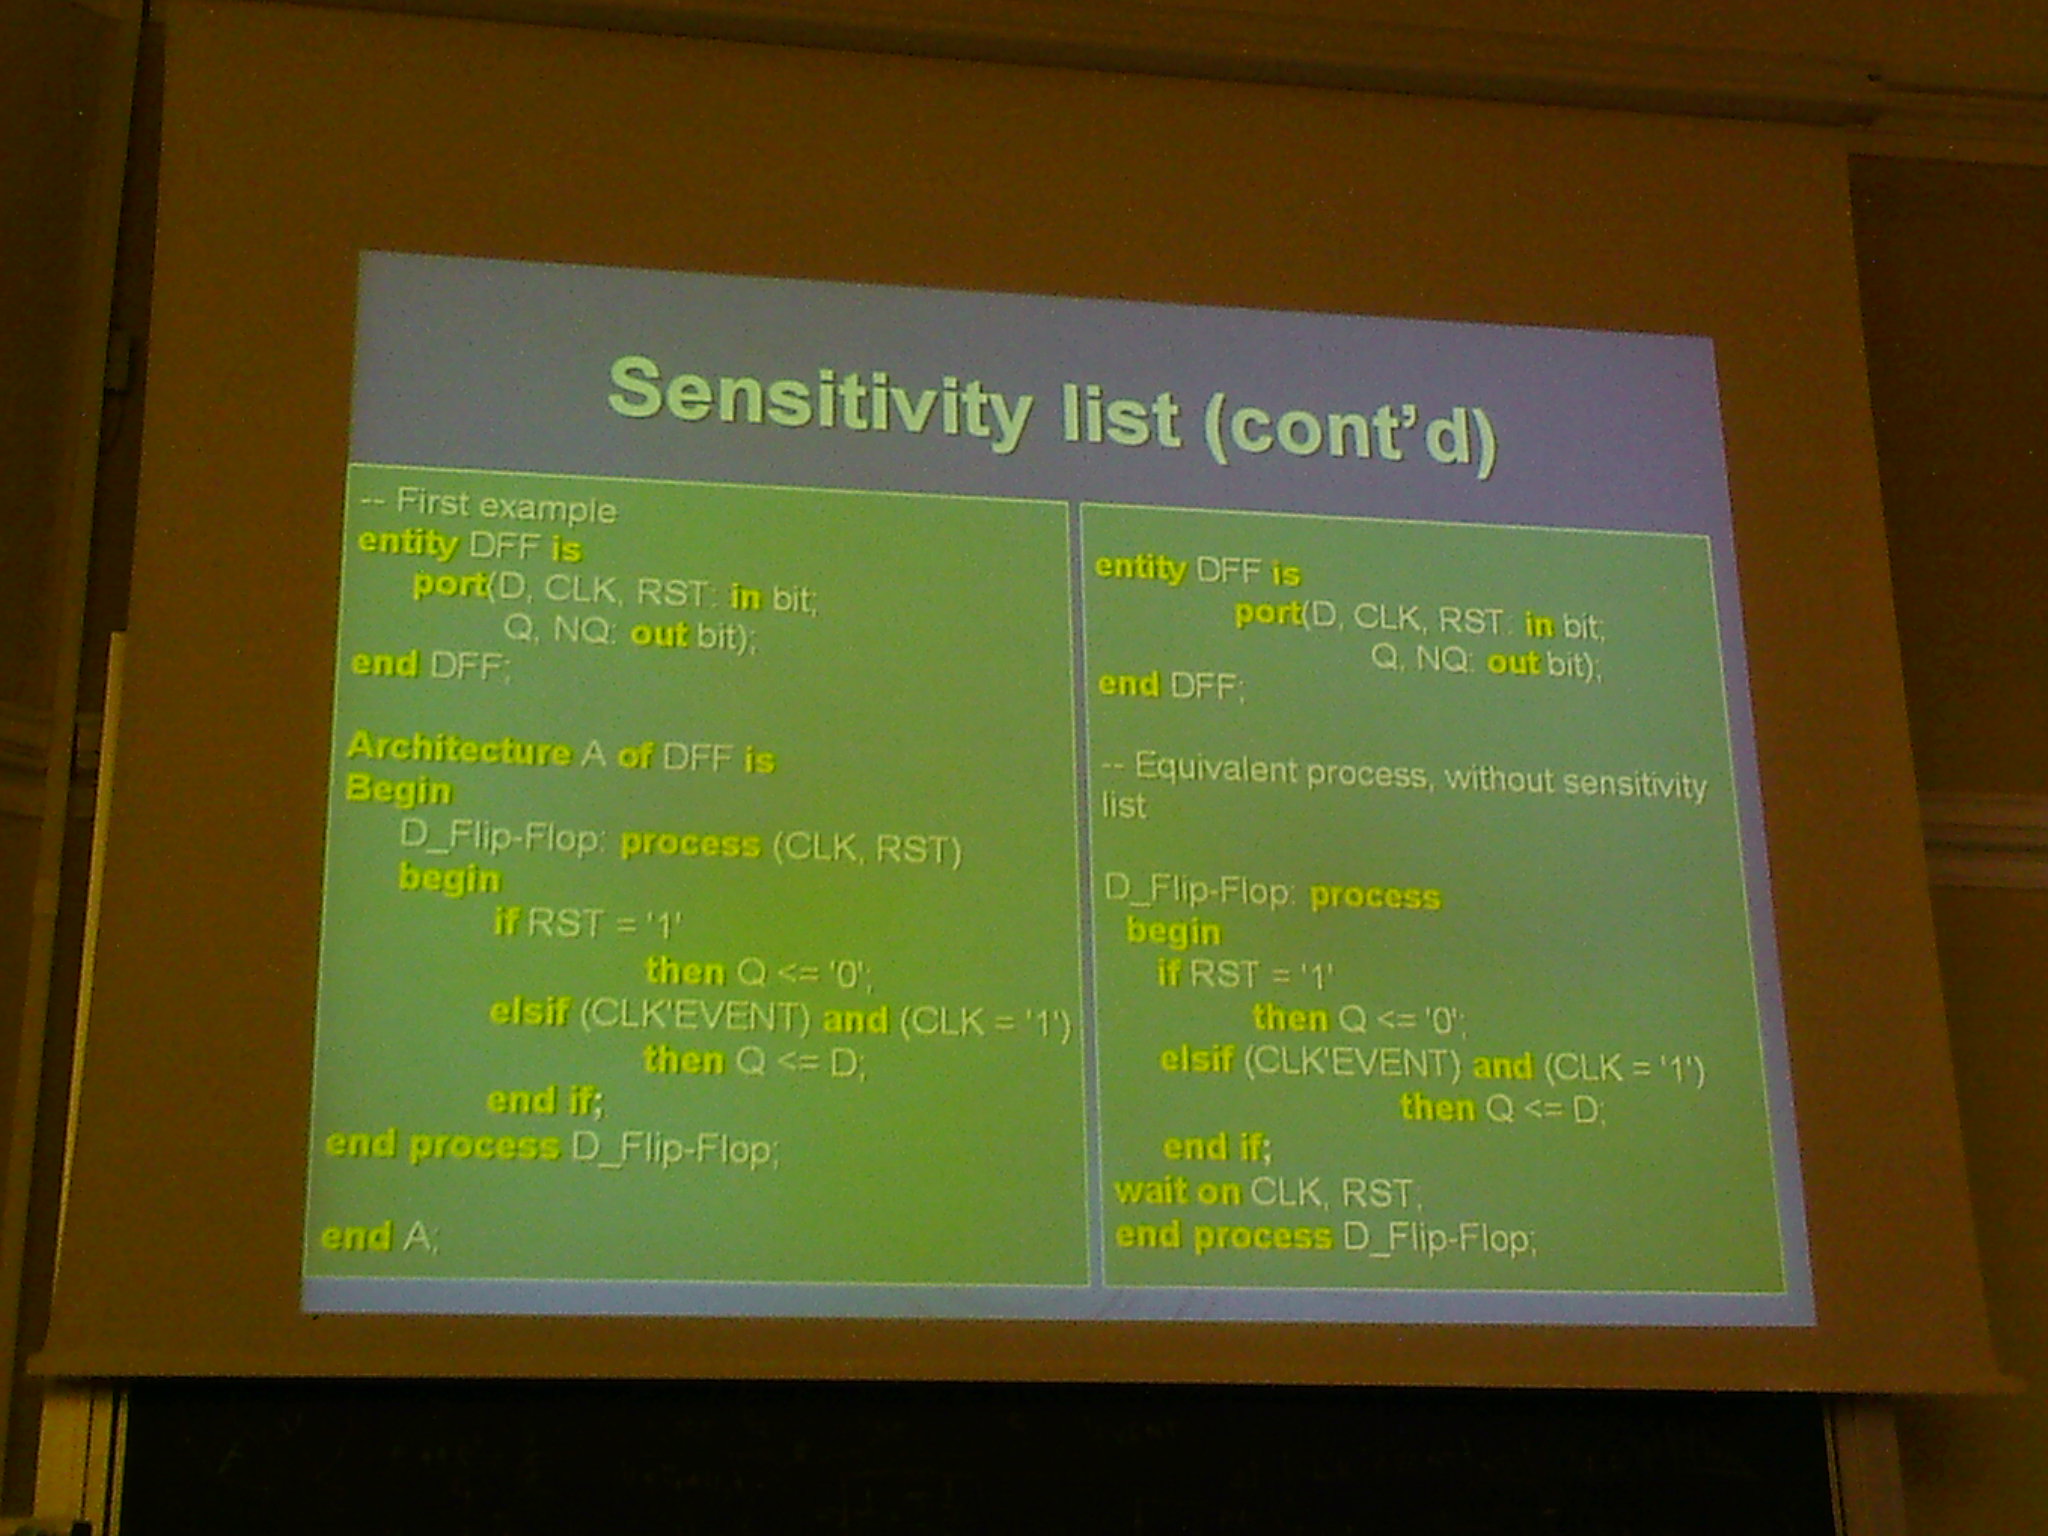 Sensitivity list (cont'd)
-- First example
entity DFF is
port(D, CLK, RST: in bit;
Q, NQ: out bit);
end DFF;
Architecture A of DFF is
Begin
D_Flip-Flop: process (CLK, RST)
begin
if RST = '1'
then Q <= '0';
elsif (CLK'EVENT) and (CLK = '1')
then Q <= D;
end if;
end process D_Flip-Flop;
end A;
entity DFF is
port(D, CLK, RST: in bit;
Q, NQ: out bit);
end DFF;
-- Equivalent process, without sensitivity
list
D_Flip-Flop: process
begin
if RST = '1'
then Q <= '0';
elsif (CLK'EVENT) and (CLK = '1')
then Q <= D;
end if;
wait on CLK, RST;
end process D_Flip-Flop;